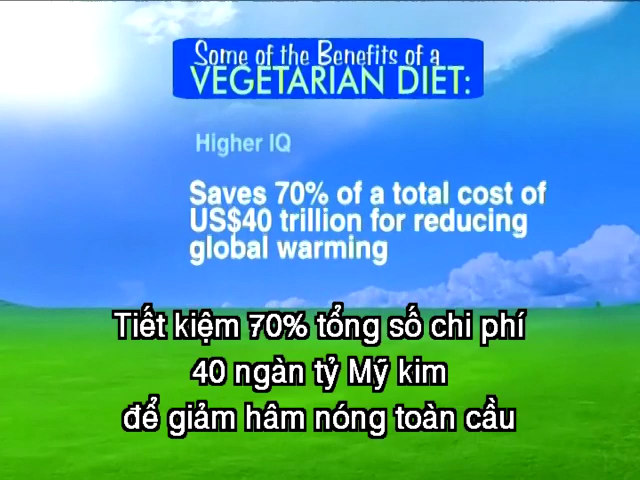 Some of the Benefits of a
VEGETARIAN DIET:
Higher IQ
Saves 70% of a total cost of
US$40 trillion for reducing
global warming
Tiết kiệm 70% tổng số chi phí
40 ngàn tỷ Mỹ kim
để giảm hâm nóng toàn cầu